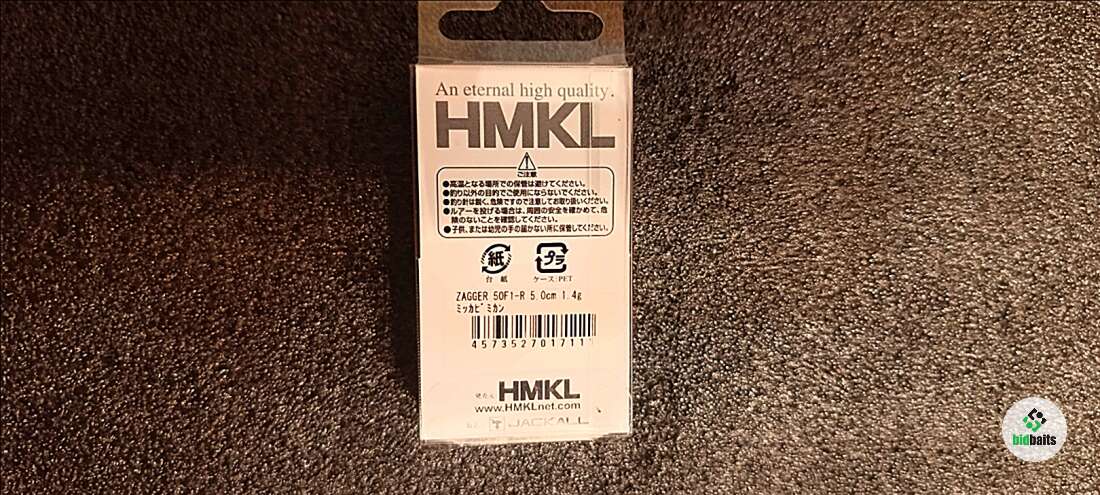 An eternal high quality.
HMKL
ご注意
●高温となる場所での保管は避けてください。
●釣り以外の目的でご使用にならないでください。
●釣り針は鋭く、危険ですので注意してお取り扱いください。
●ルアーを投げる場合は、周囲の安全を確かめて、危
険のないことを確認してください。
●子供、または幼児の手の届かない所に保管してください。
紙 プラ
台 紙 ケース:PET
ZAGGER 50F1-R 5.0cm 1.4g
ミッカビミカン
457352701711
発売元 HMKL
www.HMKLnet.com
JACKALL
bidbaits